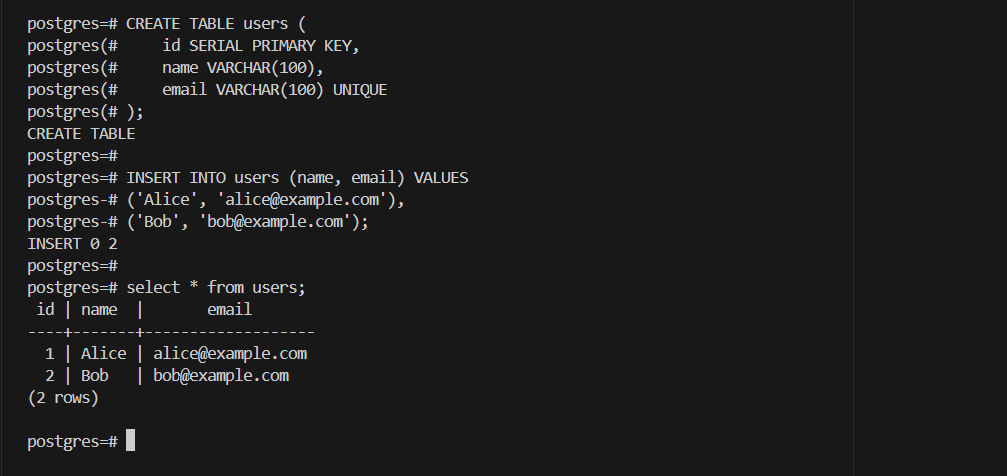 postgres=# CREATE TABLE users (
postgres(#     id SERIAL PRIMARY KEY,
postgres(#     name VARCHAR(100),
postgres(#     email VARCHAR(100) UNIQUE
postgres(# );
CREATE TABLE
postgres=#
postgres=# INSERT INTO users (name, email) VALUES
postgres-# ('Alice', 'alice@example.com'),
postgres-# ('Bob', 'bob@example.com');
INSERT 0 2
postgres=#
postgres=# select * from users;
 id | name  |       email
----+-------+-------------------
  1 | Alice | alice@example.com
  2 | Bob   | bob@example.com
(2 rows)
postgres=#